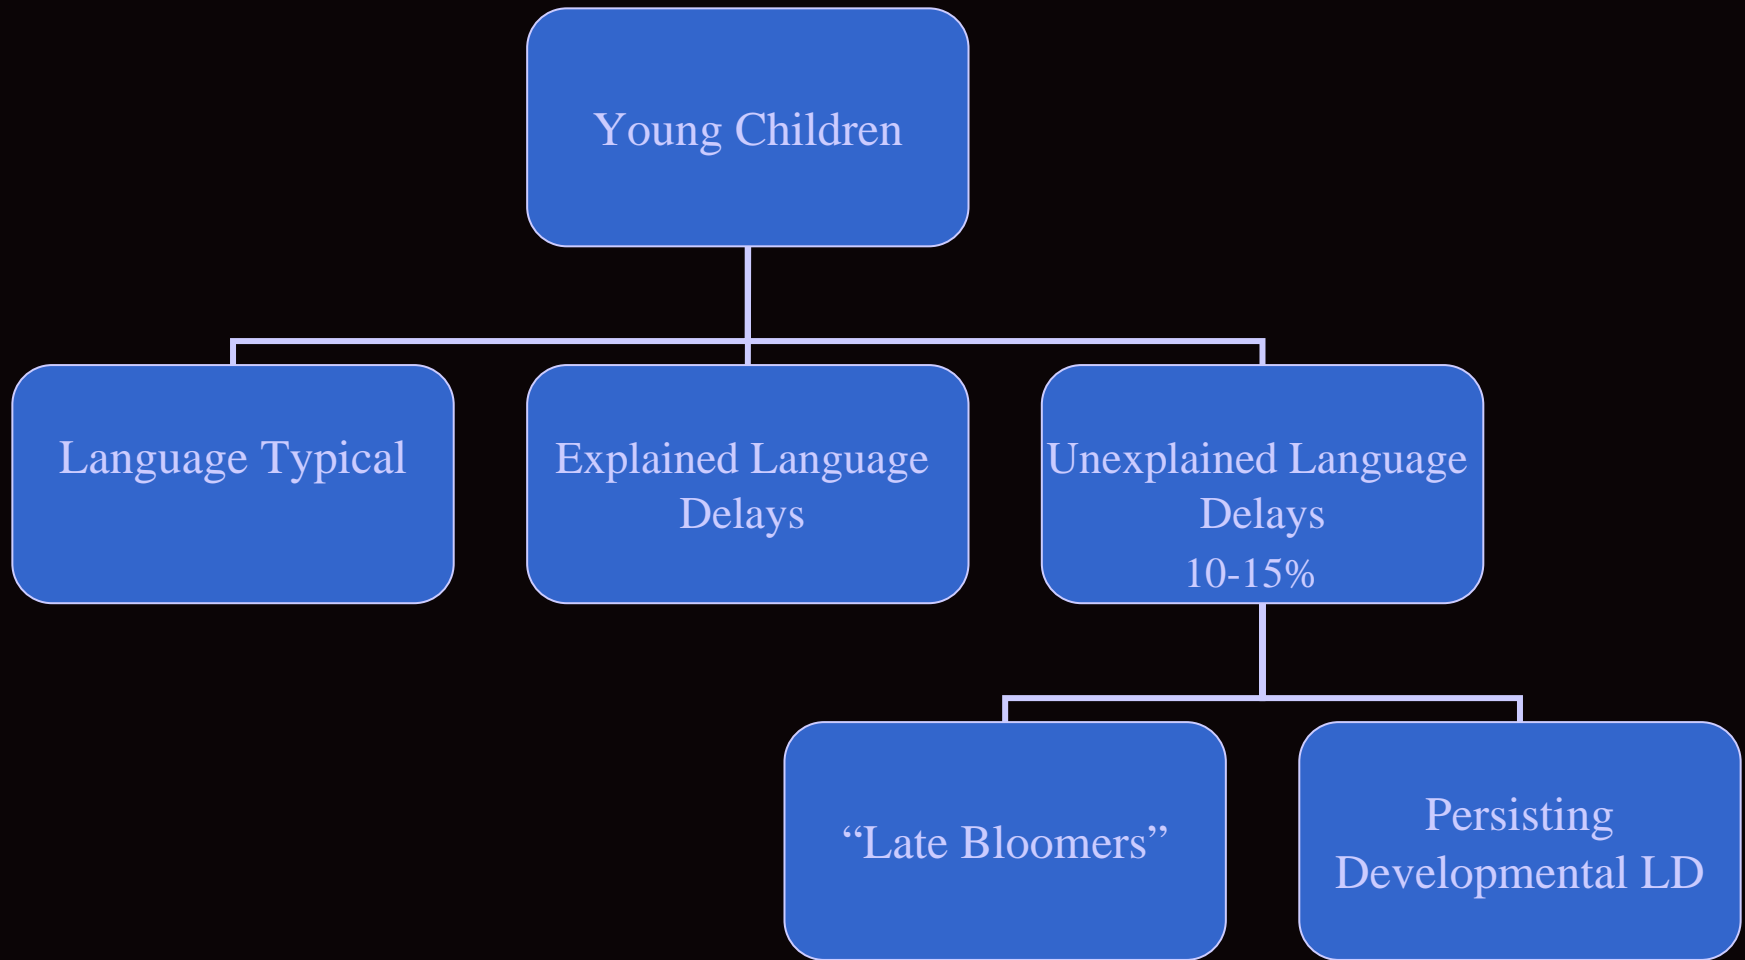 Young Children
Language Typical
Explained Language
Delays
Unexplained Language
Delays
10-15%
“Late Bloomers”
Persisting
Developmental LD